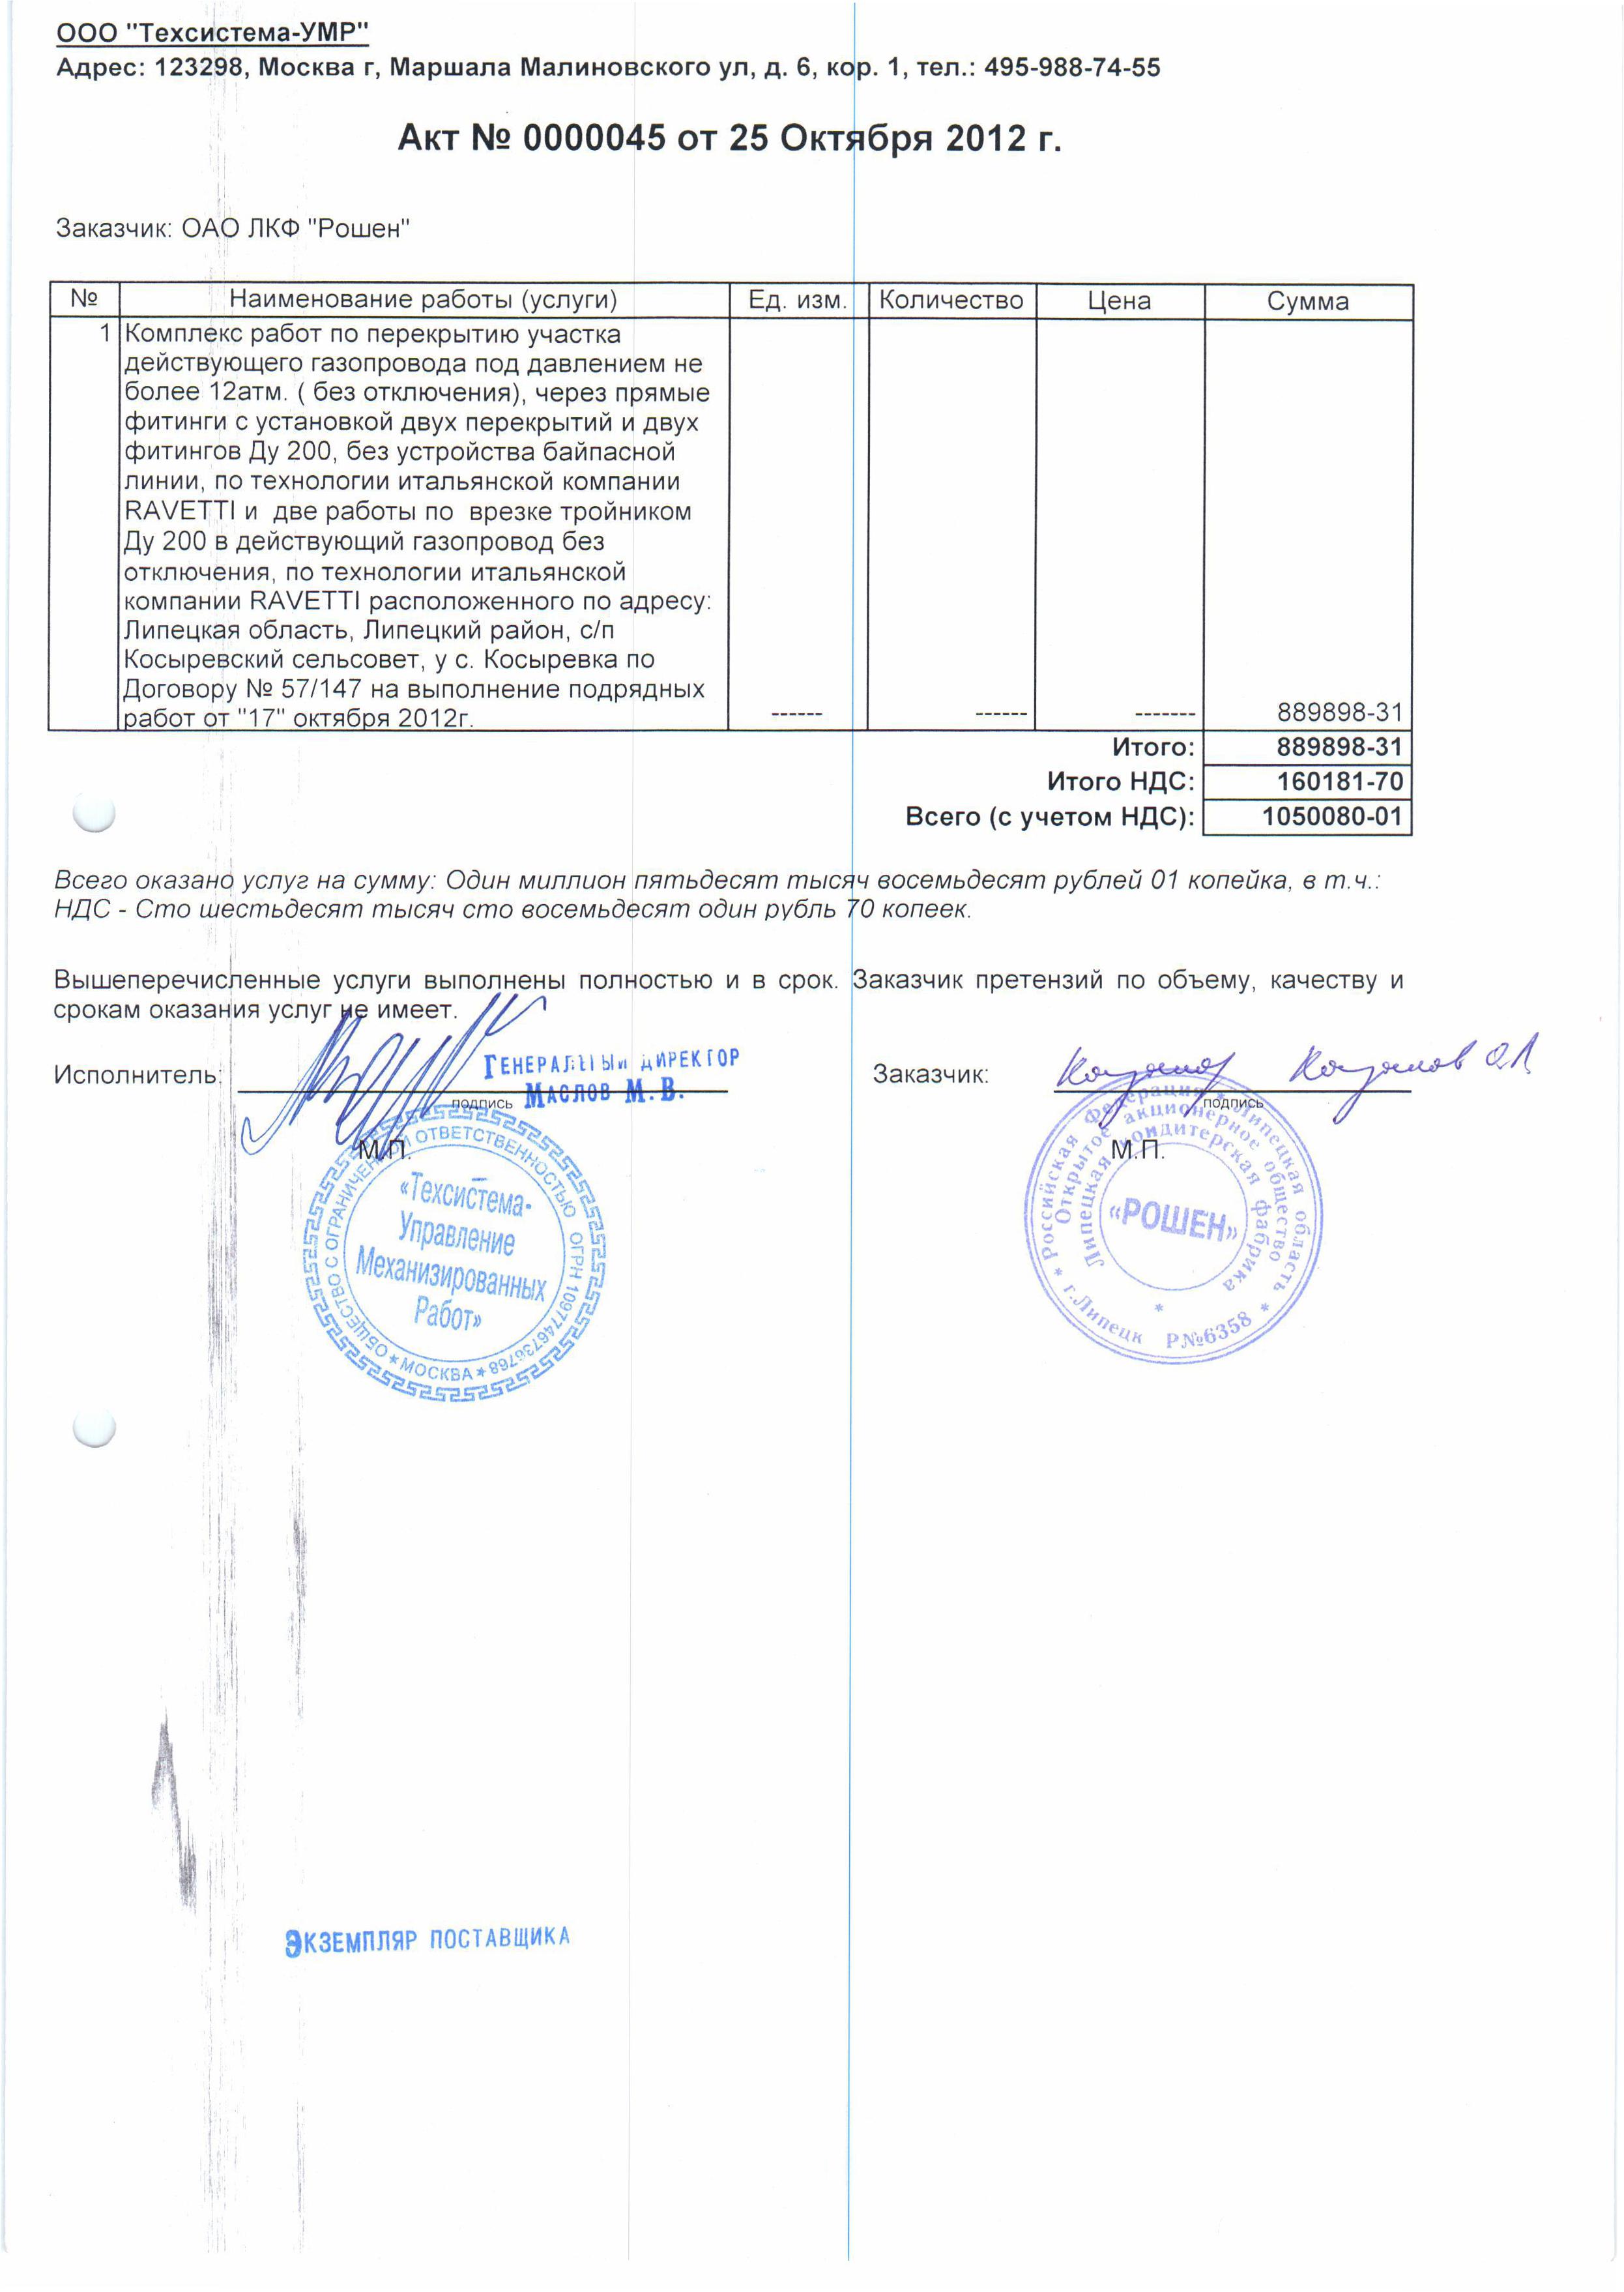 ООО "Техсистема-УМР"
Адрес: 123298, Москва г, Маршала Малиновского ул, д. 6, кор. 1, тел.: 495-988-74-55
Акт № 0000045 от 25 Октября 2012 г.
Заказчик: ОАО ЛКФ "Рошен"
№ Наименование работы (услуги) Ед. изм. Количество Цена Сумма
1 Комплекс работ по перекрытию участка
действующего газопровода под давлением не
более 12атм. ( без отключения), через прямые
фитинги с установкой двух перекрытий и двух
фитингов Ду 200, без устройства байпасной
линии, по технологии итальянской компании
RAVETTI и две работы по врезке тройником
Ду 200 в действующий газопровод без
отключения, по технологии итальянской
компании RAVETTI расположенного по адресу:
Липецкая область, Липецкий район, с/п
Косыревский сельсовет, у с. Косыревка по
Договору № 57/147 на выполнение подрядных
работ от "17" октября 2012г. ------ ------ ------- 889898-31
Итого: 889898-31
Итого НДС: 160181-70
Всего (с учетом НДС): 1050080-01
Всего оказано услуг на сумму: Один миллион пятьдесят тысяч восемьдесят рублей 01 копейка, в т.ч.:
НДС - Сто шестьдесят тысяч сто восемьдесят один рубль 70 копеек.
Вышеперечисленные услуги выполнены полностью и в срок. Заказчик претензий по объему, качеству и
срокам оказания услуг не имеет.
Исполнитель: ГЕНЕРАЛЬНЫЙ ДИРЕКТОР
МАСЛОВ М. В.
подпись
М.П.
ОБЩЕСТВО С ОГРАНИЧЕННОЙ ОТВЕТСТВЕННОСТЬЮ ОГРН 1097746736768 * МОСКВА *
«Техсистема-
Управление
Механизированных
Работ»
Заказчик:
подпись
М.П.
* Российская Федерация * Липецкая область *
г.Липецк Р№6358
Открытое акционерное общество
Липецкая кондитерская фабрика
«РОШЕН»
ЭКЗЕМПЛЯР ПОСТАВЩИКА